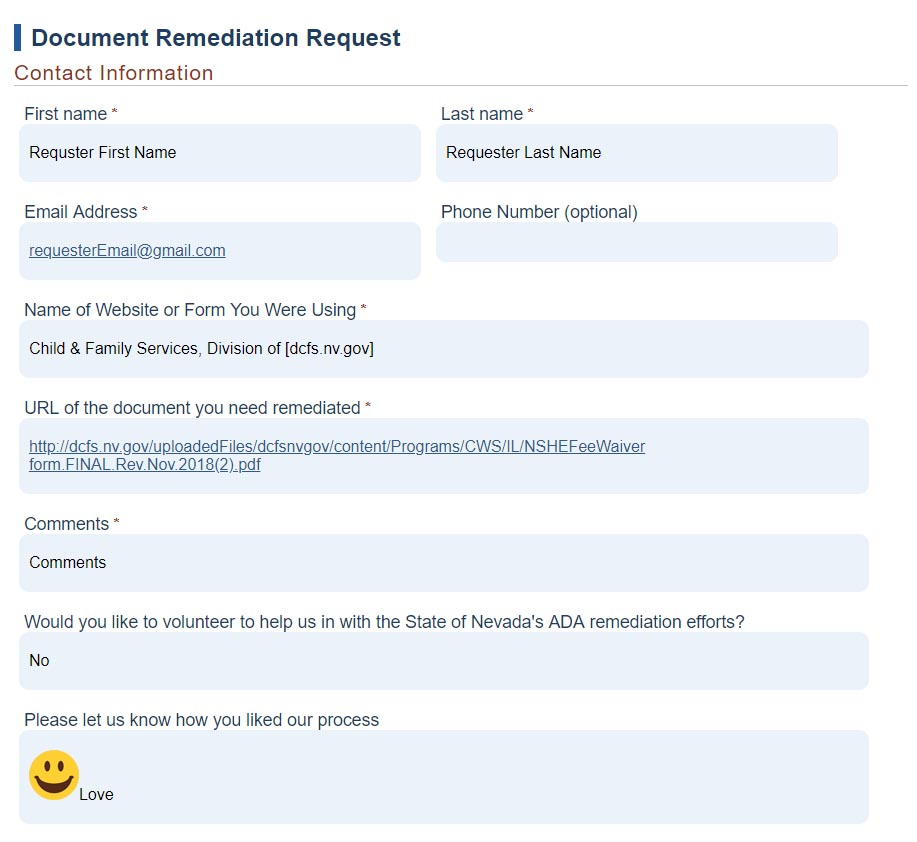 Document Remediation Request
Contact Information
First name *
Last name *
Requster First Name
Requester Last Name
Email Address *
Phone Number (optional)
requesterEmail@gmail.com
Name of Website or Form You Were Using *
Child & Family Services, Division of [dcfs.nv.gov]
URL of the document you need remediated *
http://dcfs.nv.gov/uploadedFiles/dcfsnvgov/content/Programs/CWS/IL/NSHEFeeWaiver
form.FINAL.Rev.Nov.2018(2).pdf
Comments *
Comments
Would you like to volunteer to help us in with the State of Nevada's ADA remediation efforts?
No
Please let us know how you liked our process
Love